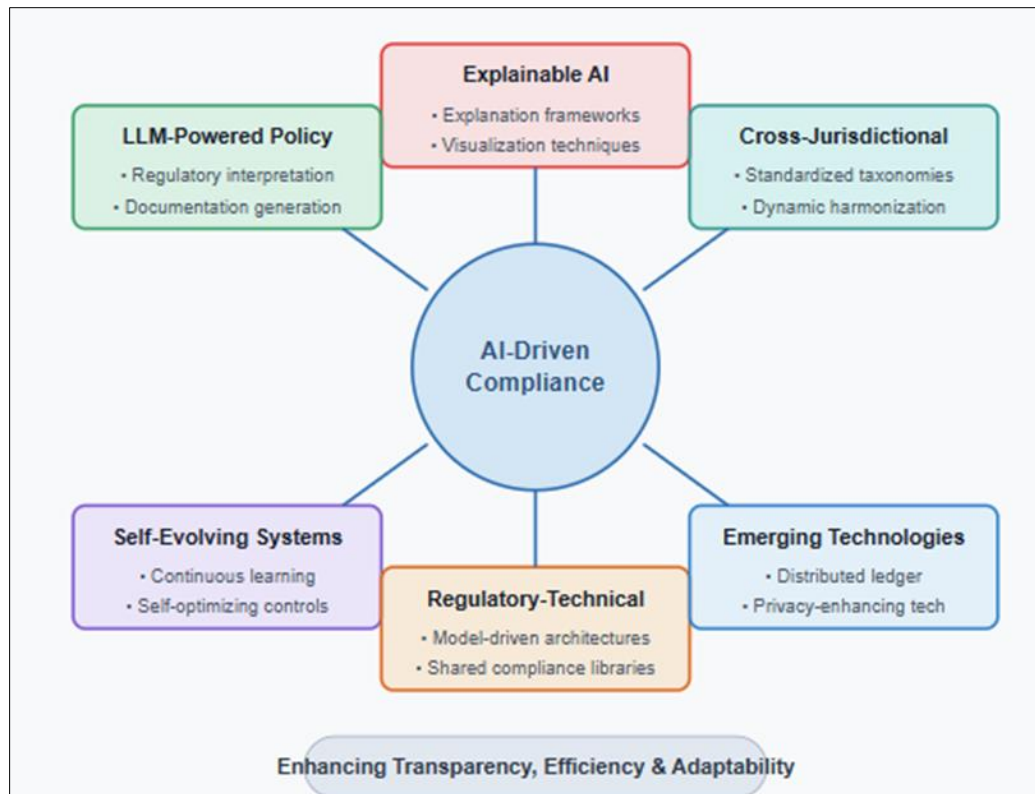 Explainable AI
• Explanation frameworks
• Visualization techniques
LLM-Powered Policy
• Regulatory interpretation
• Documentation generation
Cross-Jurisdictional
• Standardized taxonomies
• Dynamic harmonization
AI-Driven
Compliance
Self-Evolving Systems
• Continuous learning
• Self-optimizing controls
Regulatory-Technical
• Model-driven architectures
• Shared compliance libraries
Emerging Technologies
• Distributed ledger
• Privacy-enhancing tech
Enhancing Transparency, Efficiency & Adaptability